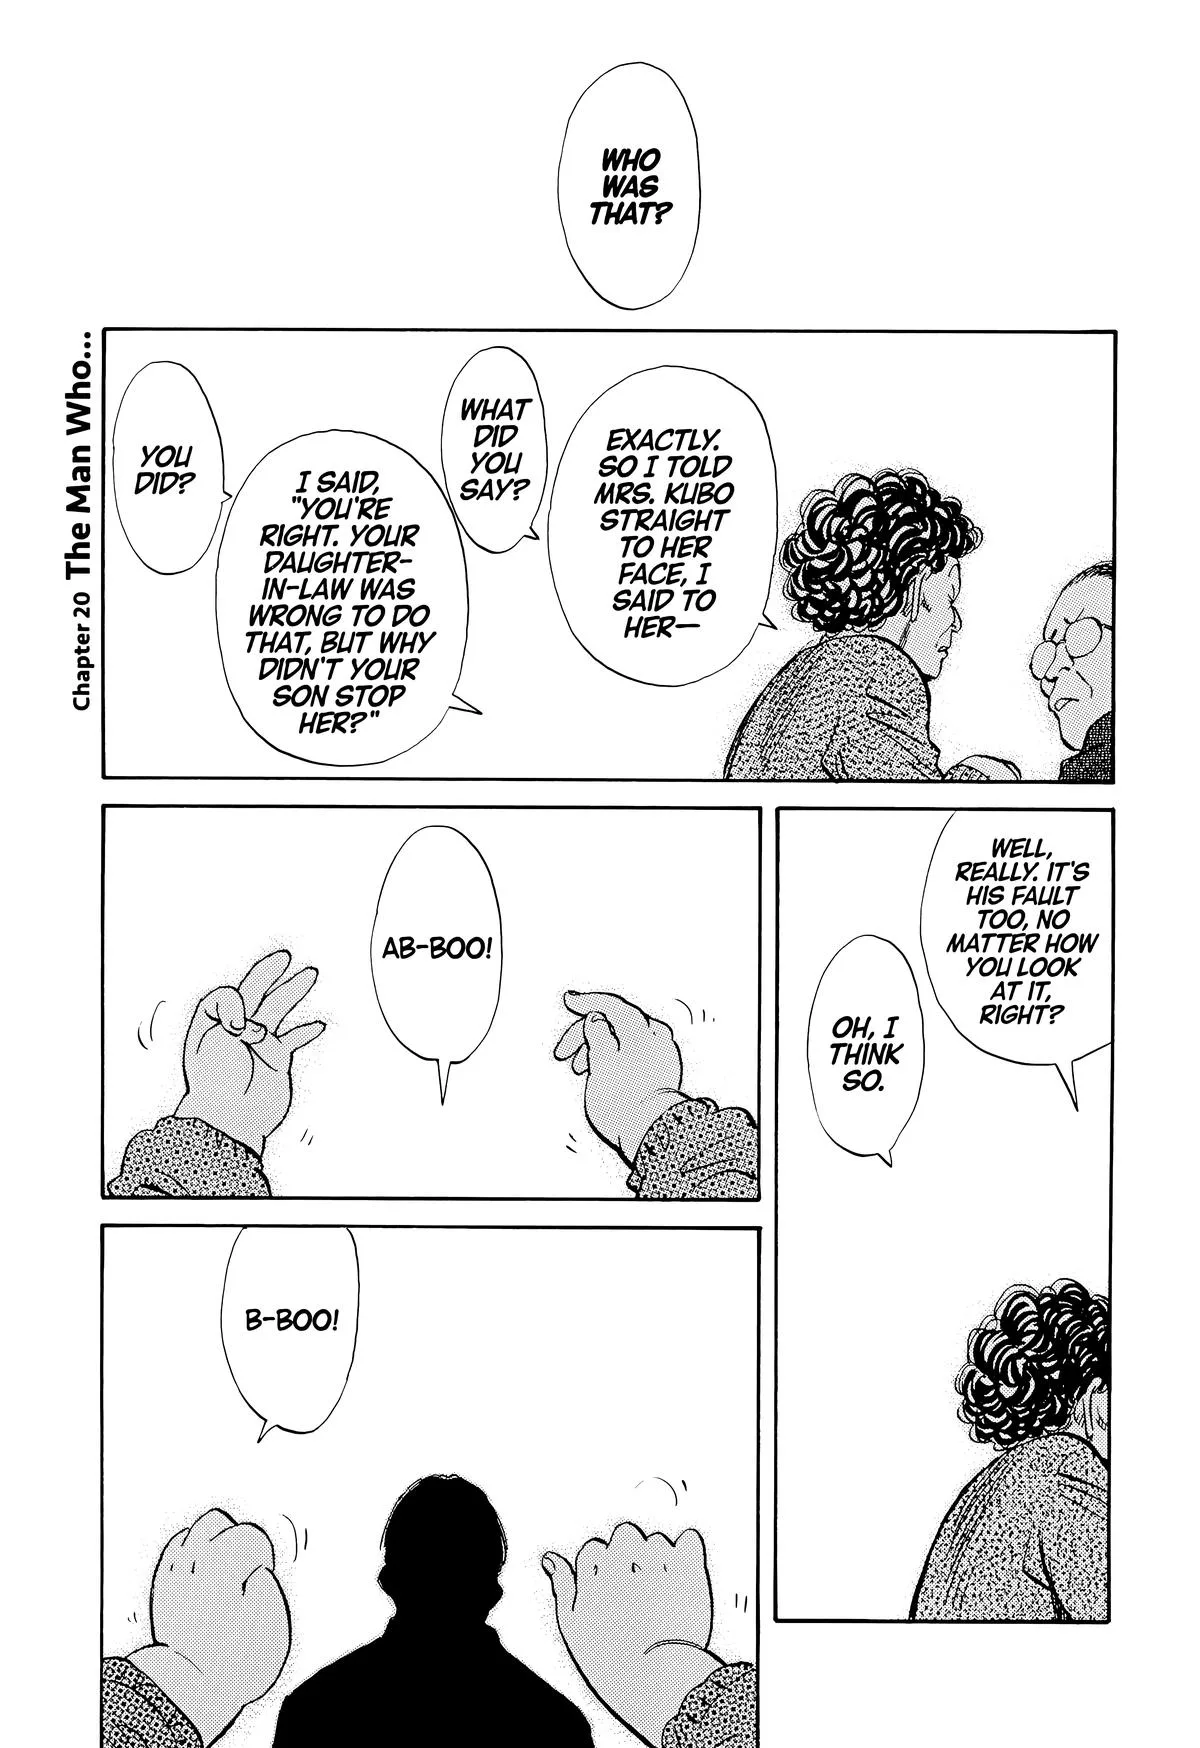 WHO
WAS
THAT?
Chapter 20 The Man Who...
EXACTLY.
SO I TOLD
MRS. KUBO
STRAIGHT
TO HER
FACE, I
SAID TO
HER—
WHAT
DID
YOU
SAY?
I SAID,
"YOU'RE
RIGHT. YOUR
DAUGHTER-
IN-LAW WAS
WRONG TO DO
THAT, BUT WHY
DIDN'T YOUR
SON STOP
HER?"
YOU
DID?
WELL,
REALLY. IT'S
HIS FAULT
TOO, NO
MATTER HOW
YOU LOOK
AT IT,
RIGHT?
OH, I
THINK
SO.
AB-BOO!
B-BOO!